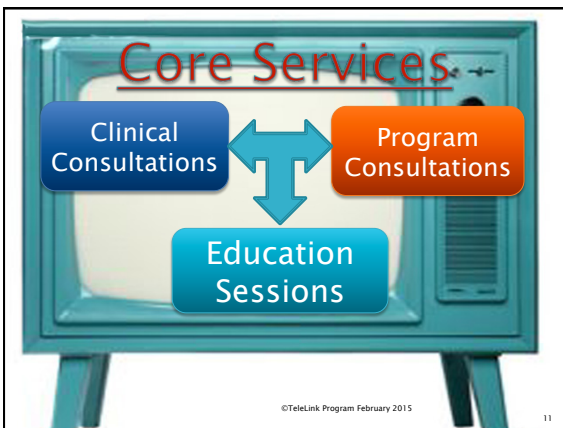 Core Services
Clinical
Consultations
Program
Consultations
Education
Sessions
©TeleLink Program February 2015
11